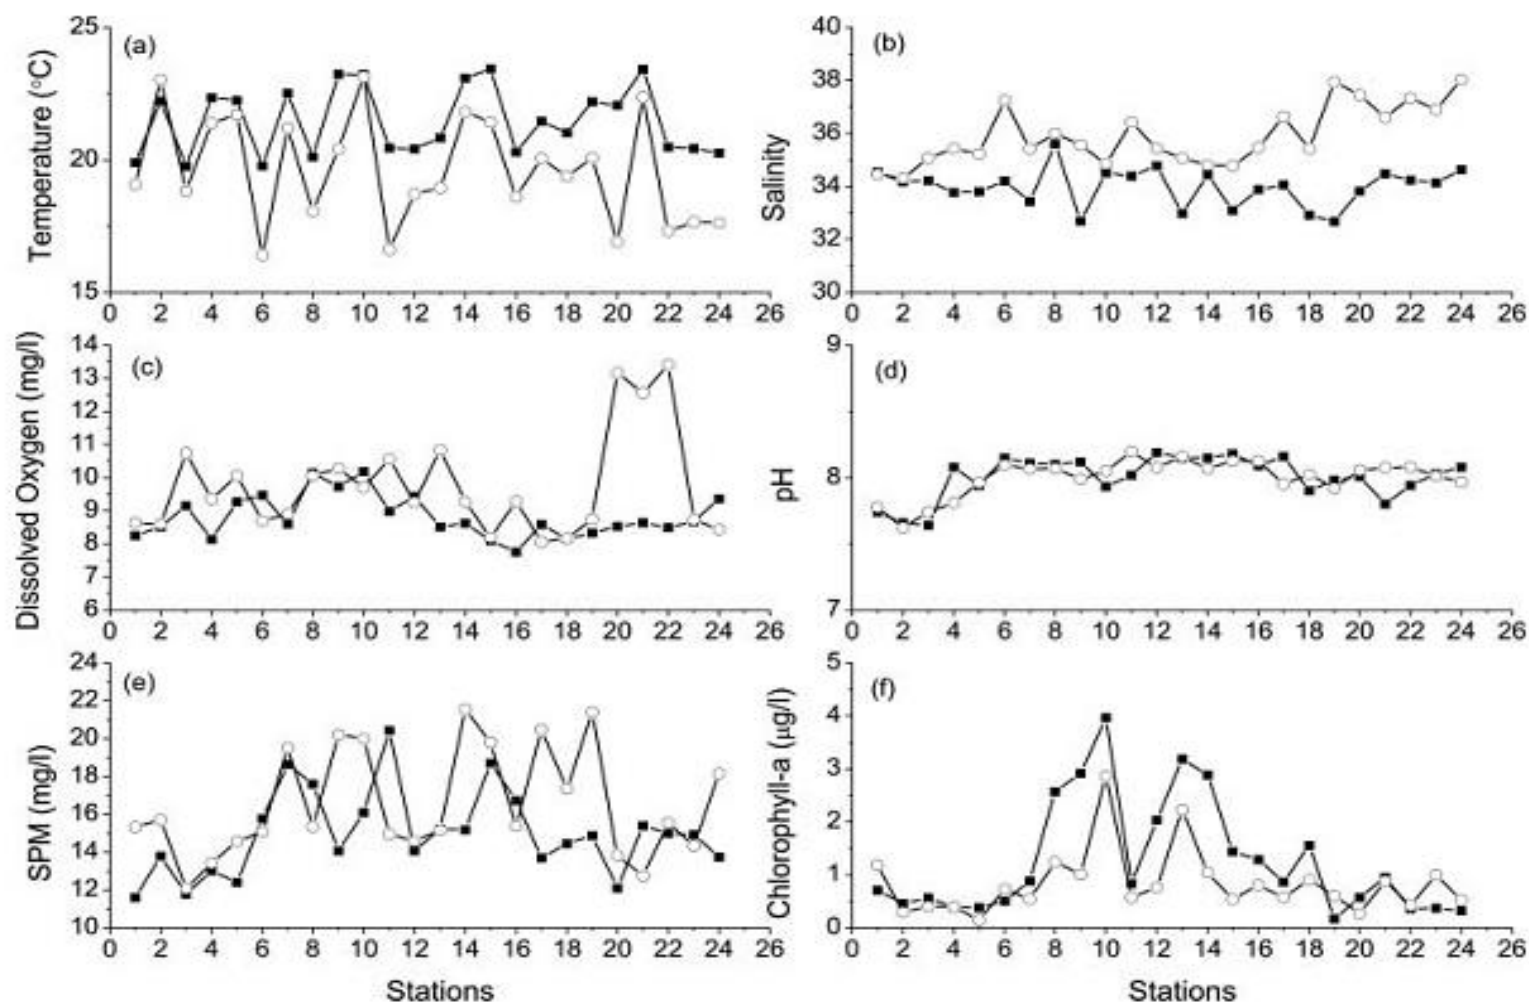 (a)
Temperature (°C)
25
20
15
0 2 4 6 8 10 12 14 16 18 20 22 24 26
(b)
Salinity
40
38
36
34
32
30
0 2 4 6 8 10 12 14 16 18 20 22 24 26
(c)
Dissolved Oxygen (mg/l)
14
13
12
11
10
9
8
7
6
0 2 4 6 8 10 12 14 16 18 20 22 24 26
(d)
pH
9
8
7
0 2 4 6 8 10 12 14 16 18 20 22 24 26
(e)
SPM (mg/l)
24
22
20
18
16
14
12
10
0 2 4 6 8 10 12 14 16 18 20 22 24 26
Stations
(f)
Chlorophyll-a (µg/l)
5
4
3
2
1
0
0 2 4 6 8 10 12 14 16 18 20 22 24 26
Stations